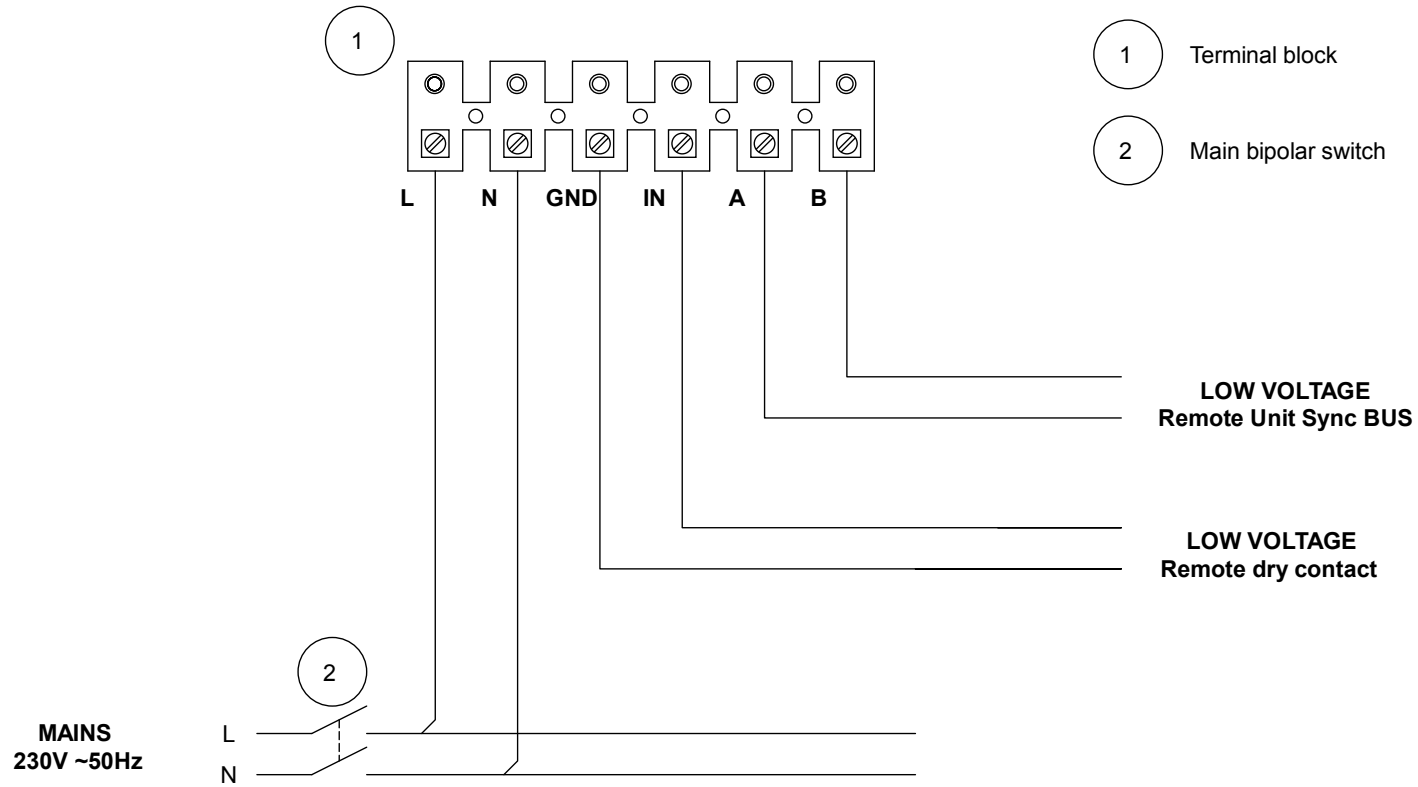 1
1 Terminal block
2 Main bipolar switch
L N GND IN A B
LOW VOLTAGE
Remote Unit Sync BUS
LOW VOLTAGE
Remote dry contact
2
MAINS
230V ~50Hz
L
N